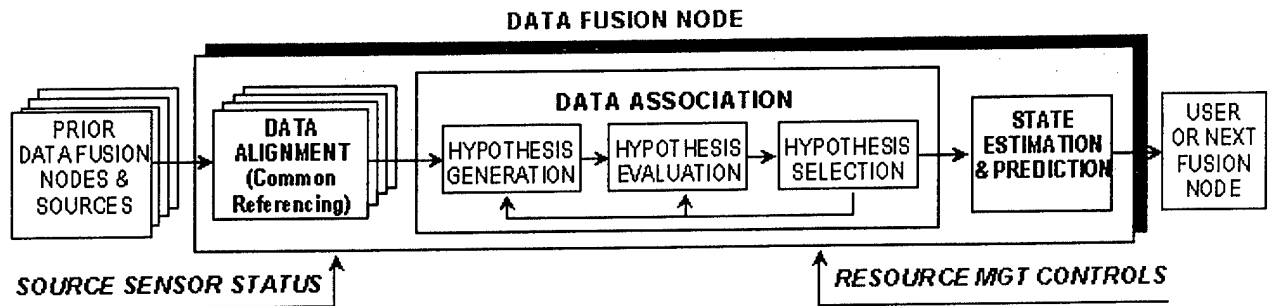 DATA FUSION NODE
PRIOR
DATA FUSION
NODES &
SOURCES
DATA
ALIGNMENT
(Common
Referencing)
DATA ASSOCIATION
HYPOTHESIS
GENERATION
HYPOTHESIS
EVALUATION
HYPOTHESIS
SELECTION
STATE
ESTIMATION
& PREDICTION
USER
OR NEXT
FUSION
NODE
SOURCE SENSOR STATUS
RESOURCE MGT CONTROLS